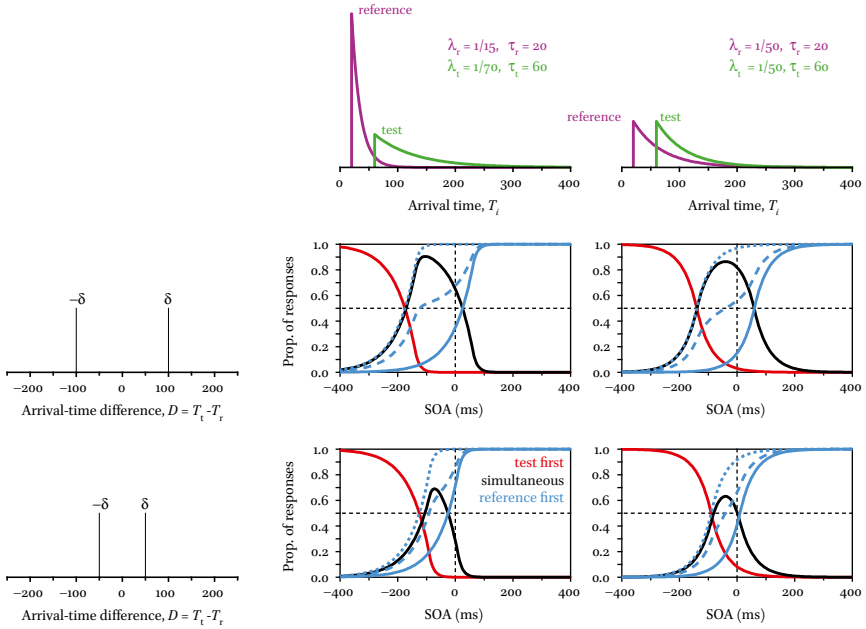 reference
λr = 1/15, τr = 20
λt = 1/70, τt = 60
test
0 100 200 300 400
Arrival time, Ti
λr = 1/50, τr = 20
λt = 1/50, τt = 60
reference
test
0 100 200 300 400
Arrival time, Ti
−δ δ
−200 −100 0 100 200
Arrival-time difference, D = Tt -Tr
Prop. of responses
1.0
0.8
0.6
0.4
0.2
0.0
−400 −200 0 200 400
SOA (ms)
1.0
0.8
0.6
0.4
0.2
0.0
−400 −200 0 200 400
SOA (ms)
−δ δ
−200 −100 0 100 200
Arrival-time difference, D = Tt -Tr
Prop. of responses
1.0
0.8
0.6
0.4
0.2
0.0
test first
simultaneous
reference first
−400 −200 0 200 400
SOA (ms)
1.0
0.8
0.6
0.4
0.2
0.0
−400 −200 0 200 400
SOA (ms)